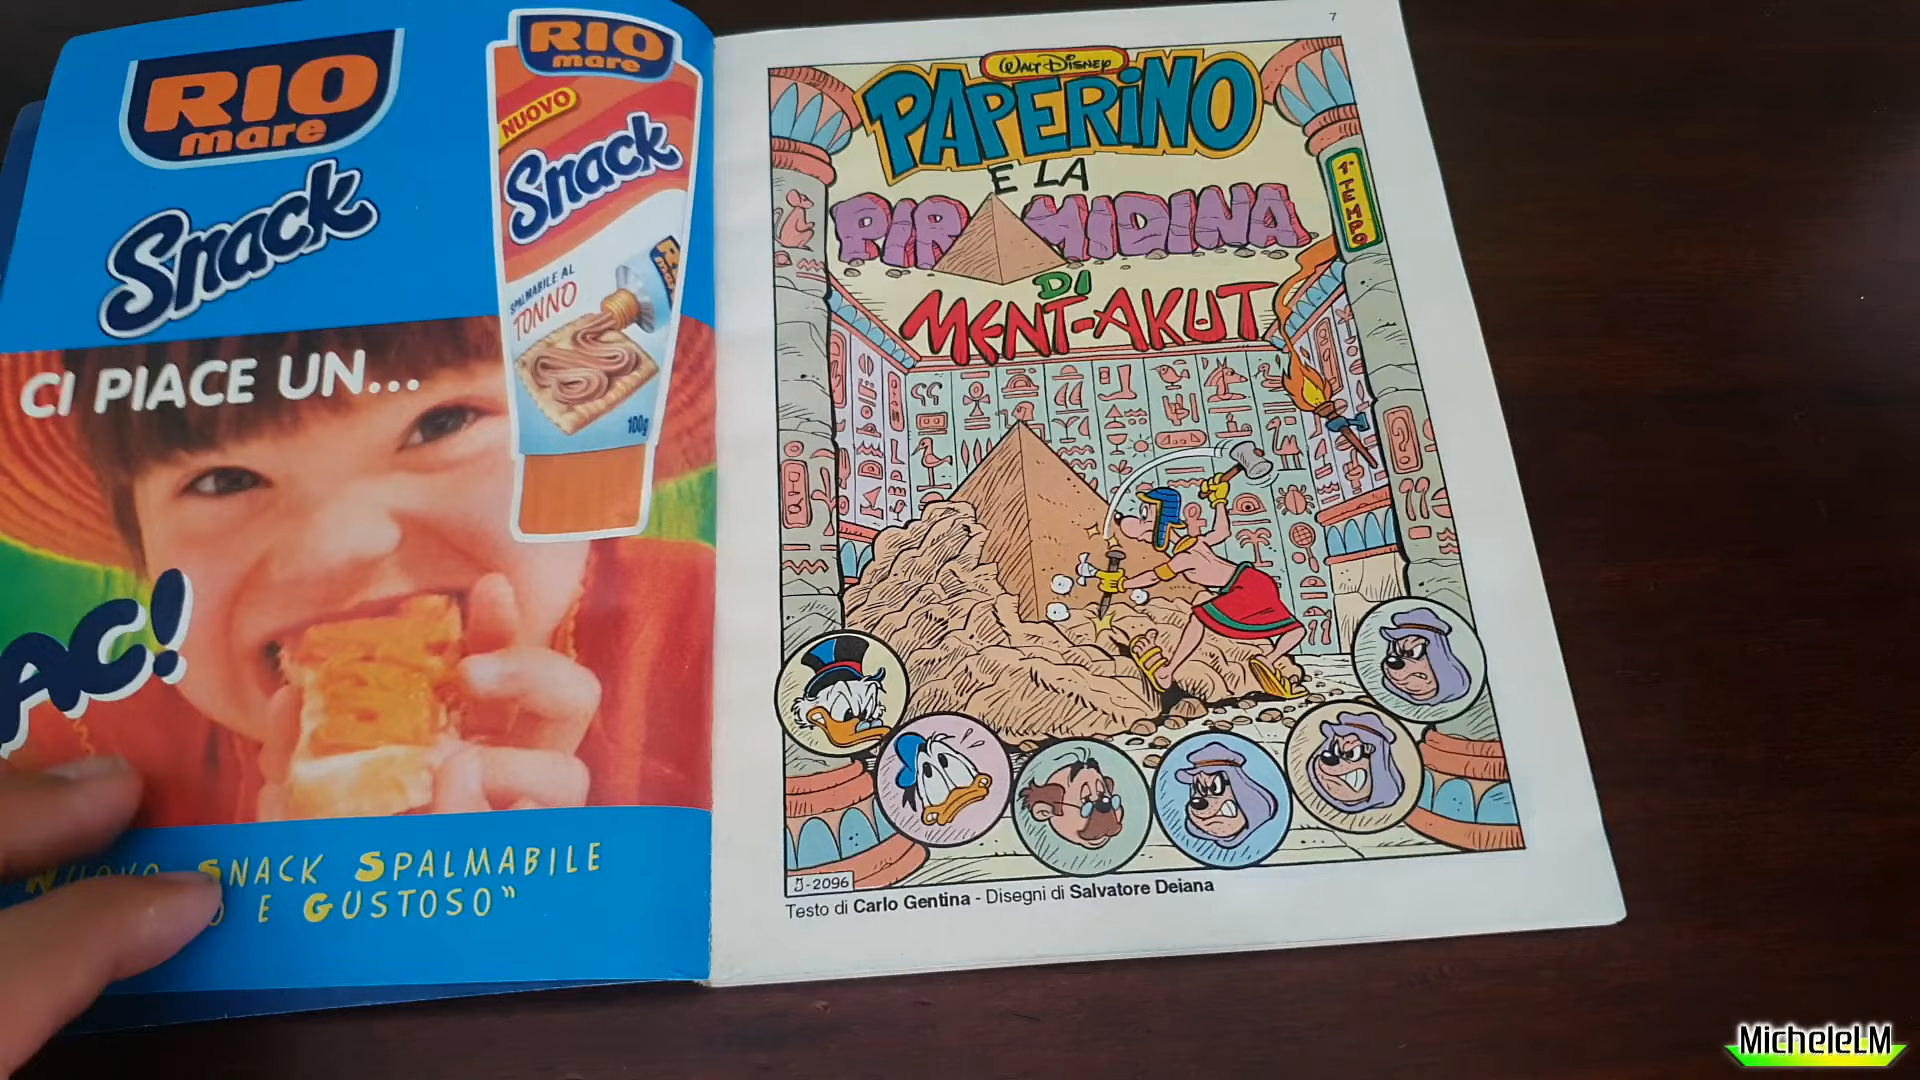 RIO
mare
Snack
CI PIACE UN...
AC!
NUOVO SNACK SPALMABILE
E GUSTOSO"
RIO
mare
NUOVO
Snack
SPALMABILE AL
TONNO
100g
7
WALT DISNEY
PAPERINO
E LA
PIRAMIDINA
DI
MENT-AKUT
1° TEMPO
I-2096
Testo di Carlo Gentina - Disegni di Salvatore Deiana
MicheleLM